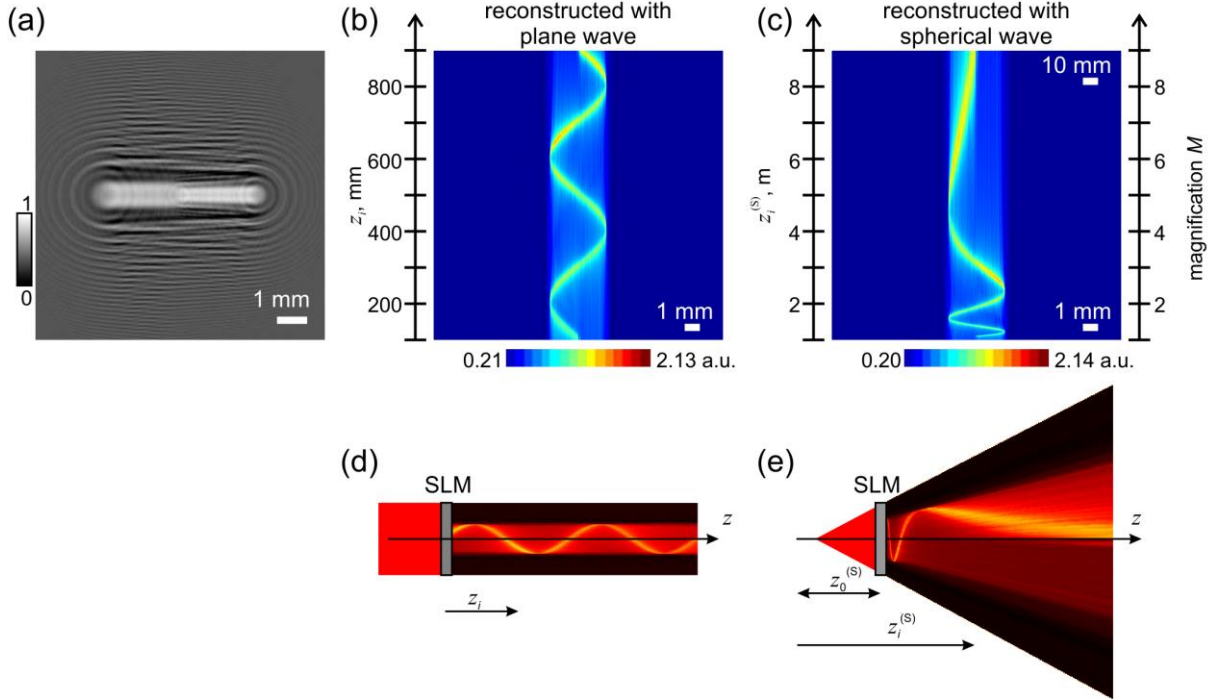 (a)
1
0
1 mm
(b)
reconstructed with
plane wave
z_i, mm
800
600
400
200
1 mm
0.21
2.13 a.u.
(c)
reconstructed with
spherical wave
10 mm
z_i^(S), m
8
6
4
2
1 mm
8
6
4
2
magnification M
0.20
2.14 a.u.
(d)
SLM
z
z_i
(e)
SLM
z
z_0^(S)
z_i^(S)